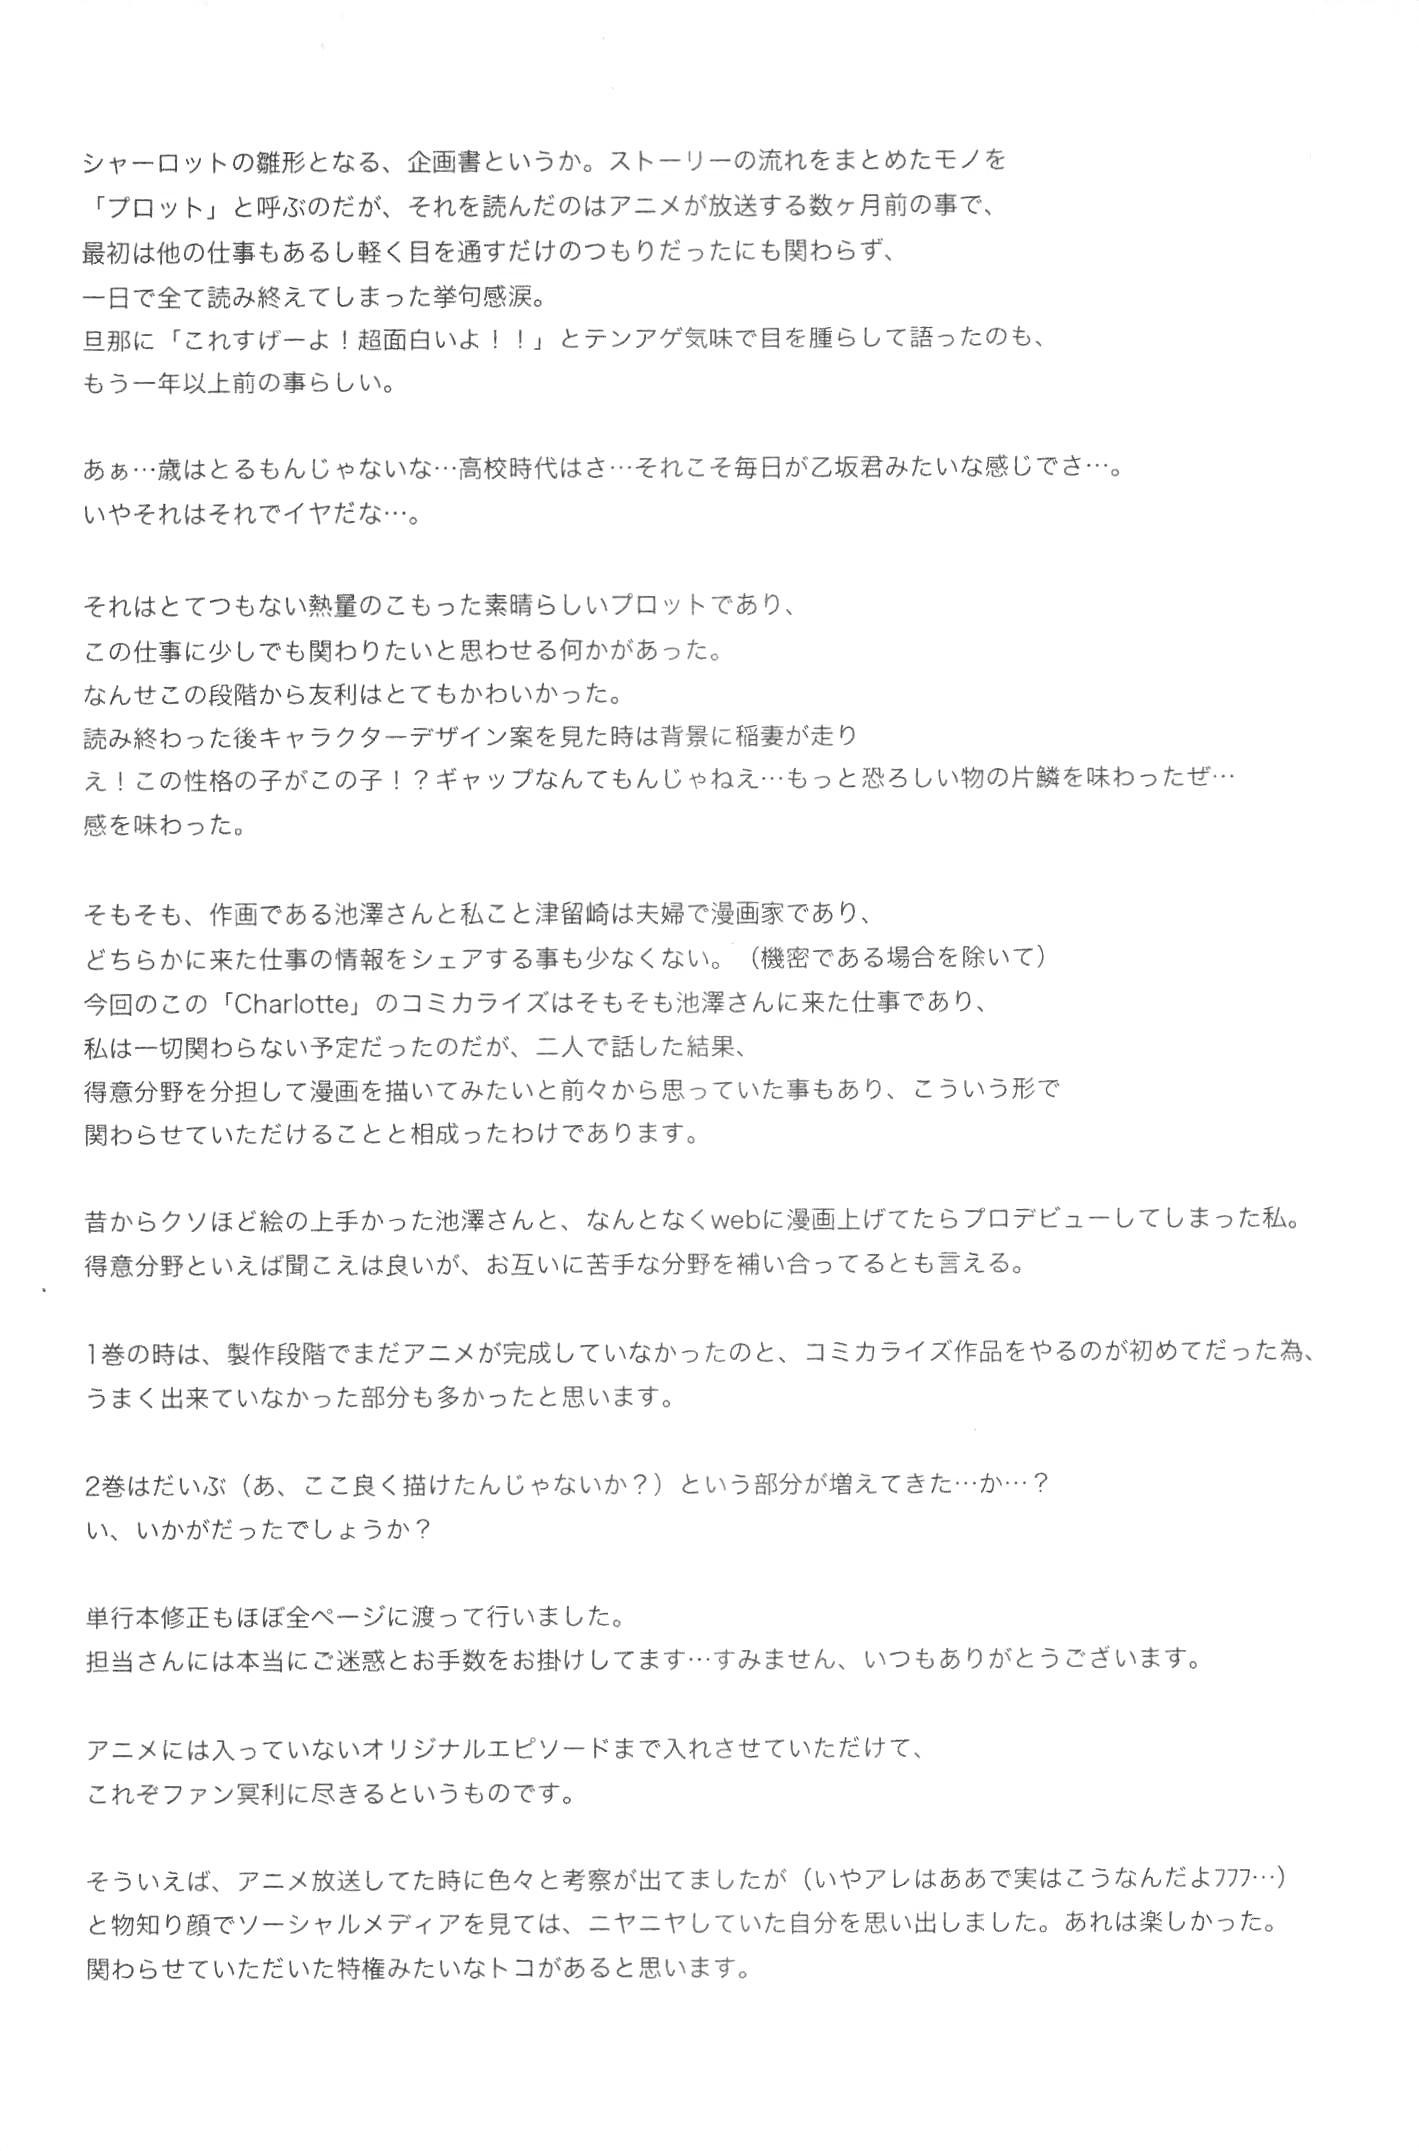 シャーロットの雛形となる、企画書というか。ストーリーの流れをまとめたモノを
「プロット」と呼ぶのだが、それを読んだのはアニメが放送する数ヶ月前の事で、
最初は他の仕事もあるし軽く目を通すだけのつもりだったにも関わらず、
一日で全て読み終えてしまった挙句感涙。
旦那に「これすげーよ！超面白いよ！！」とテンアゲ気味で目を腫らして語ったのも、
もう一年以上前の事らしい。
あぁ…歳はとるもんじゃないな…高校時代はさ…それこそ毎日が乙坂君みたいな感じでさ…。
いやそれはそれでイヤだな…。
それはとてつもない熱量のこもった素晴らしいプロットであり、
この仕事に少しでも関わりたいと思わせる何かがあった。
なんせこの段階から友利はとてもかわいかった。
読み終わった後キャラクターデザイン案を見た時は背景に稲妻が走り
え！この性格の子がこの子！？ギャップなんてもんじゃねえ…もっと恐ろしい物の片鱗を味わったぜ…
感を味わった。
そもそも、作画である池澤さんと私こと津留崎は夫婦で漫画家であり、
どちらかに来た仕事の情報をシェアする事も少なくない。（機密である場合を除いて）
今回のこの「Charlotte」のコミカライズはそもそも池澤さんに来た仕事であり、
私は一切関わらない予定だったのだが、二人で話した結果、
得意分野を分担して漫画を描いてみたいと前々から思っていた事もあり、こういう形で
関わらせていただけることと相成ったわけであります。
昔からクソほど絵の上手かった池澤さんと、なんとなくwebに漫画上げてたらプロデビューしてしまった私。
得意分野といえば聞こえは良いが、お互いに苦手な分野を補い合ってるとも言える。
1巻の時は、製作段階でまだアニメが完成していなかったのと、コミカライズ作品をやるのが初めてだった為、
うまく出来ていなかった部分も多かったと思います。
2巻はだいぶ（あ、ここ良く描けたんじゃないか？）という部分が増えてきた…か…？
い、いかがだったでしょうか？
単行本修正もほぼ全ページに渡って行いました。
担当さんには本当にご迷惑とお手数をお掛けしてます…すみません、いつもありがとうございます。
アニメには入っていないオリジナルエピソードまで入れさせていただけて、
これぞファン冥利に尽きるというものです。
そういえば、アニメ放送してた時に色々と考察が出てましたが（いやアレはああで実はこうなんだよﾌﾌﾌ…）
と物知り顔でソーシャルメディアを見ては、ニヤニヤしていた自分を思い出しました。あれは楽しかった。
関わらせていただいた特権みたいなトコがあると思います。